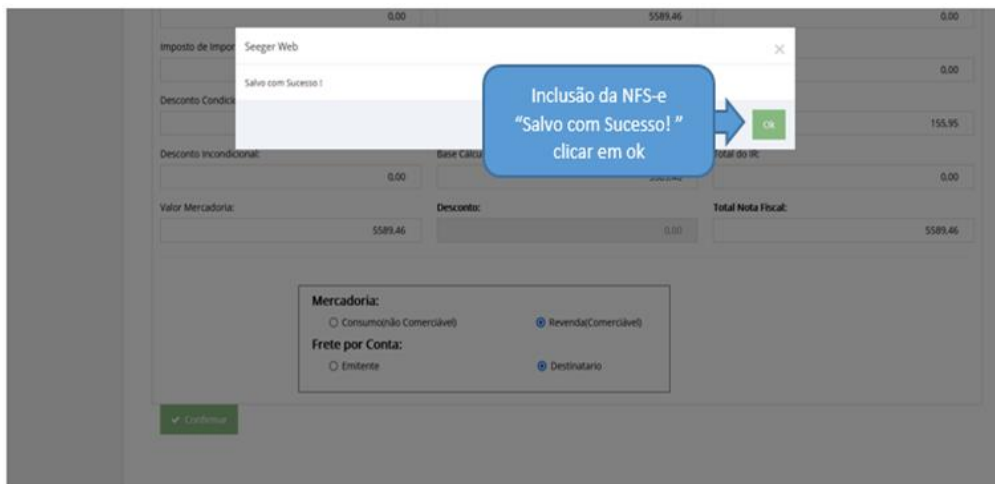 0,00 5589,46 0,00
Imposto de Impor
Seeger Web
Salvo com Sucesso !
Inclusão da NFS-e
“Salvo com Sucesso! ”
clicar em ok
Ok
0,00
Desconto Condici
155,95
Desconto Incondicional: Base Cálcu Total do IR:
0,00 0,00
Valor Mercadoria: Desconto: Total Nota Fiscal:
5589,46 0,00 5589,46
Mercadoria:
Consumo(não Comerciável) Revenda(Comerciável)
Frete por Conta:
Emitente Destinatario
Confirmar